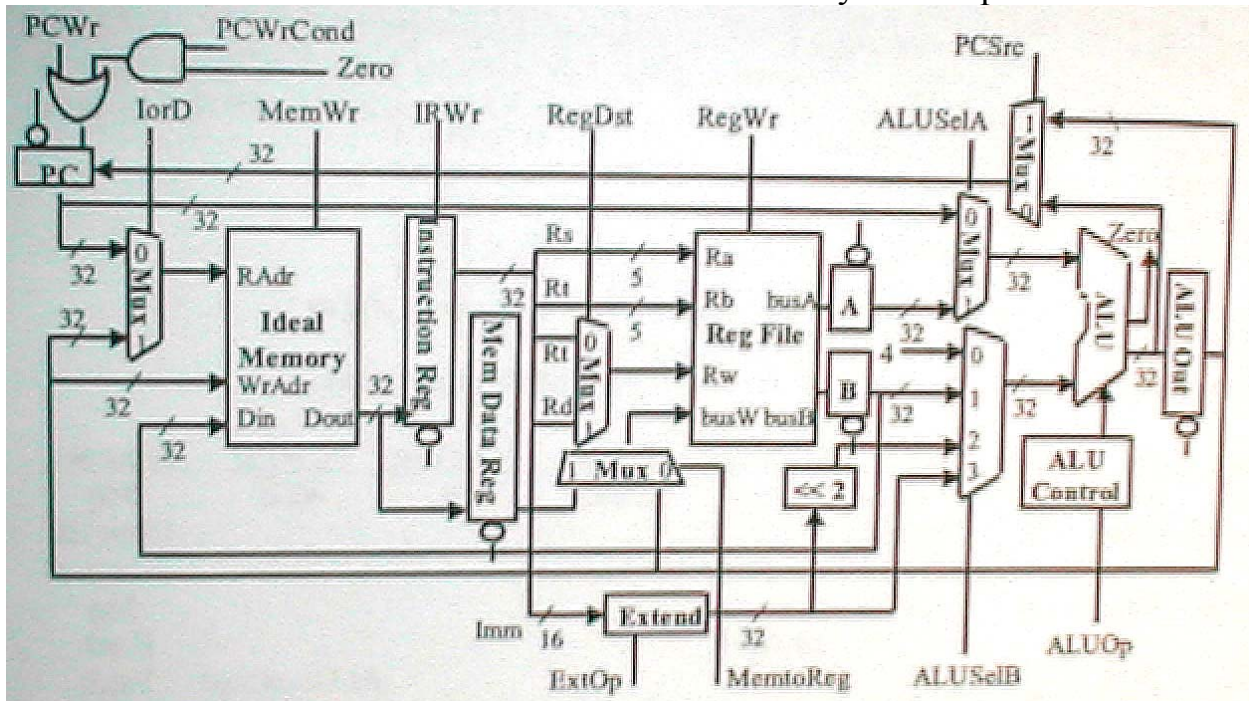 PCWr
PCWrCond
Zero
PCSrc
IorD
MemWr
IRWr
RegDst
RegWr
ALUSelA
PC
32
32
32
32
32
32
32
0
Mux
1
RAdr
Ideal
Memory
WrAdr
Din
Dout
32
Instruction Reg
Mem Data Reg
32
Rs
Rt
Rt
Rd
5
5
0
Mux
1
Ra
Rb
Rw
busW
busA
busB
Reg File
1 Mux 0
A
B
32
4
32
<< 2
0
Mux
1
32
0
1
2
3
32
1
Mux
0
Zero
ALU
32
ALU Out
ALU
Control
Imm
16
Extend
32
ExtOp
MemtoReg
ALUSelB
ALUOp